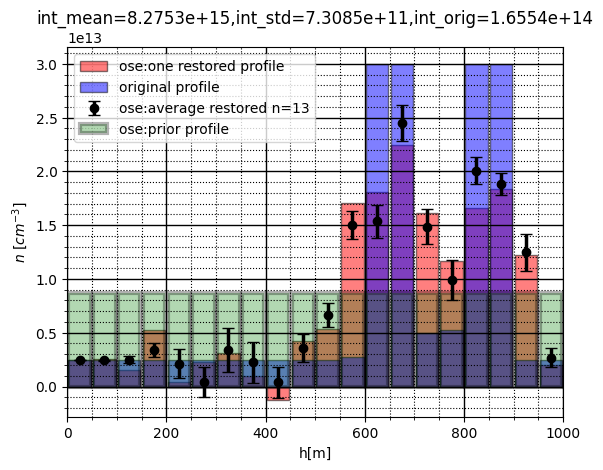 int_mean=8.2753e+15,int_std=7.3085e+11,int_orig=1.6554e+14
1e13
ose:one restored profile
original profile
ose:average restored n=13
ose:prior profile
3.0
2.5
2.0
1.5
1.0
0.5
0.0
n [cm⁻³]
0 200 400 600 800 1000
h[m]